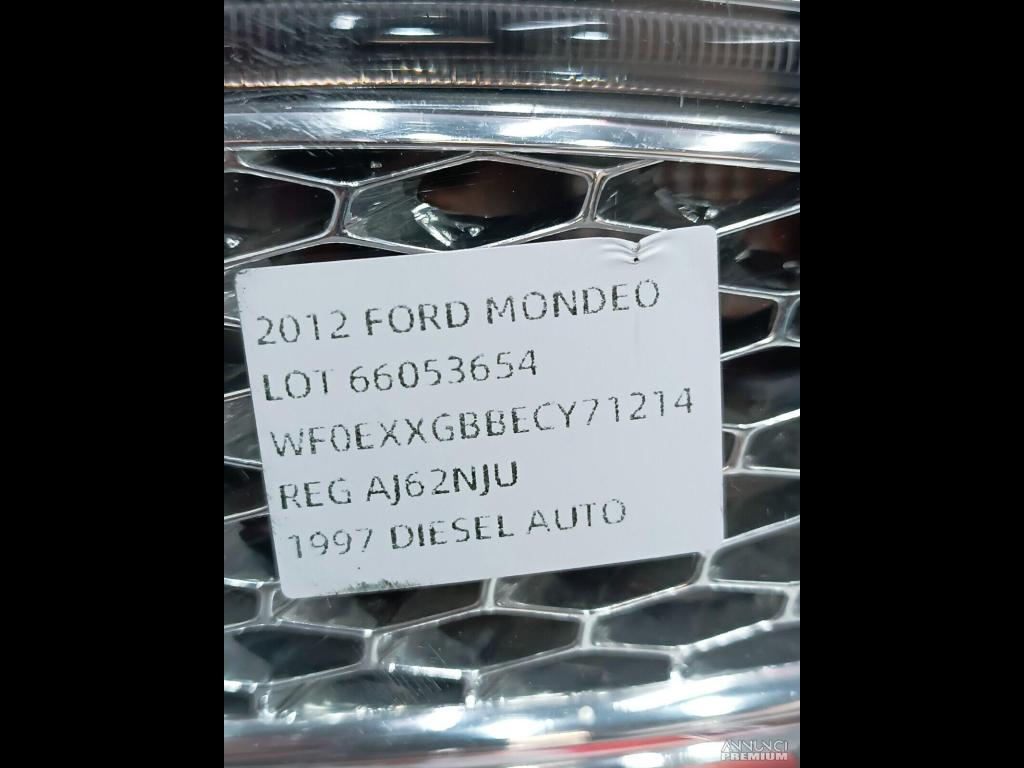 2012 FORD MONDEO
LOT 66053654
WF0EXXGBBECY71214
REG AJ62NJU
1997 DIESEL AUTO
ANNUNCI
PREMIUM